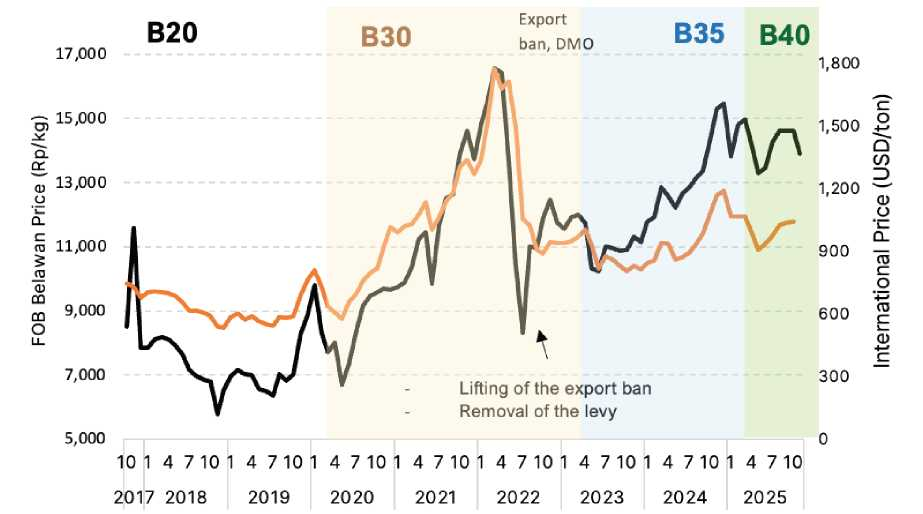 B20
B30
Export
ban, DMO
B35
B40
17,000
15,000
13,000
11,000
9,000
7,000
5,000
FOB Belawan Price (Rp/kg)
1,800
1,500
1,200
900
600
300
0
International Price (USD/ton)
- Lifting of the export ban
- Removal of the levy
10 1 4 7 10 1 4 7 10 1 4 7 10 1 4 7 10 1 4 7 10 1 4 7 10 1 4 7 10 1 4 7 10
2017 2018 2019 2020 2021 2022 2023 2024 2025